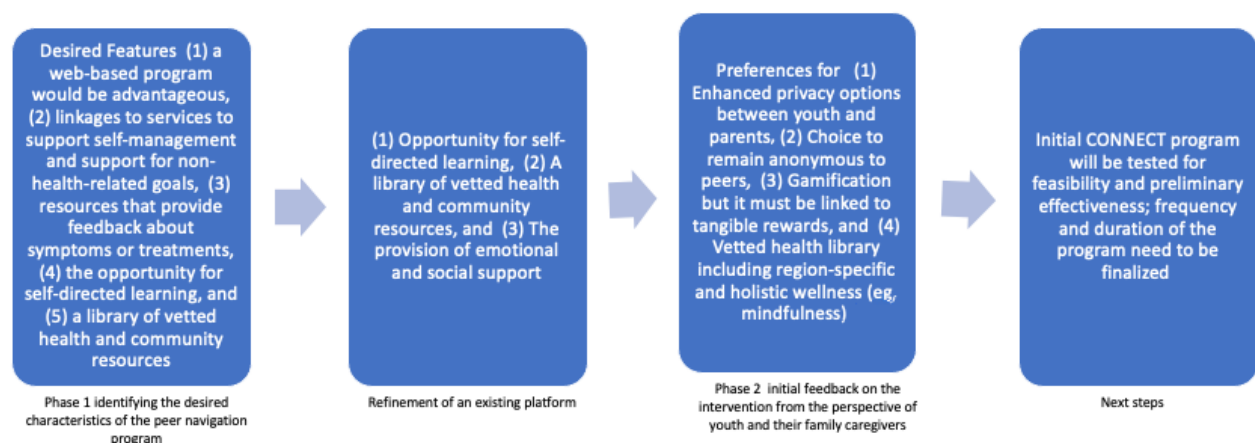 Desired Features (1) a
web-based program
would be advantageous,
(2) linkages to services to
support self-management
and support for non-
health-related goals, (3)
resources that provide
feedback about
symptoms or treatments,
(4) the opportunity for
self-directed learning, and
(5) a library of vetted
health and community
resources
Phase 1 identifying the desired
characteristics of the peer navigation
program
(1) Opportunity for self-
directed learning, (2) A
library of vetted health
and community
resources, and (3) The
provision of emotional
and social support
Refinement of an existing platform
Preferences for (1)
Enhanced privacy options
between youth and
parents, (2) Choice to
remain anonymous to
peers, (3) Gamification
but it must be linked to
tangible rewards, and (4)
Vetted health library
including region-specific
and holistic wellness (eg,
mindfulness)
Phase 2 initial feedback on the
intervention from the perspective of
youth and their family caregivers
Initial CONNECT program
will be tested for
feasibility and preliminary
effectiveness; frequency
and duration of the
program need to be
finalized
Next steps